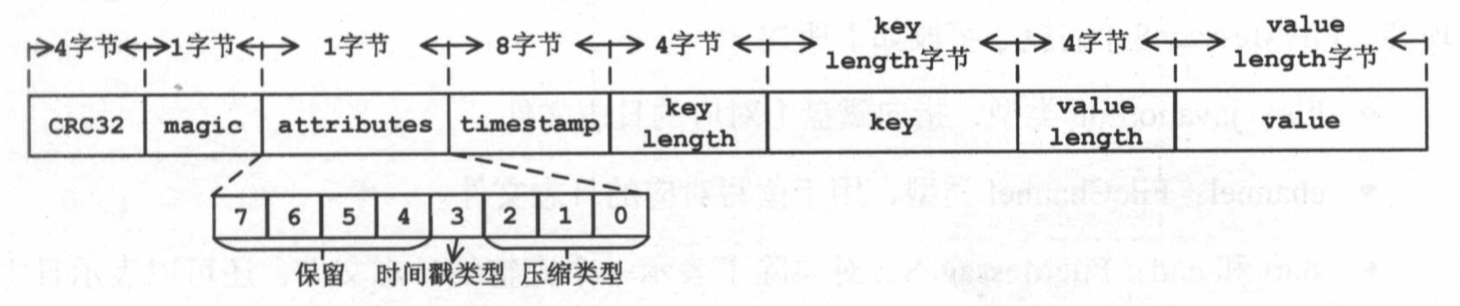 4字节 1字节 1字节 8字节 4字节 key length字节 4字节 value length字节
CRC32 magic attributes timestamp key length key value length value
7 6 5 4 3 2 1 0
保留 时间戳类型 压缩类型